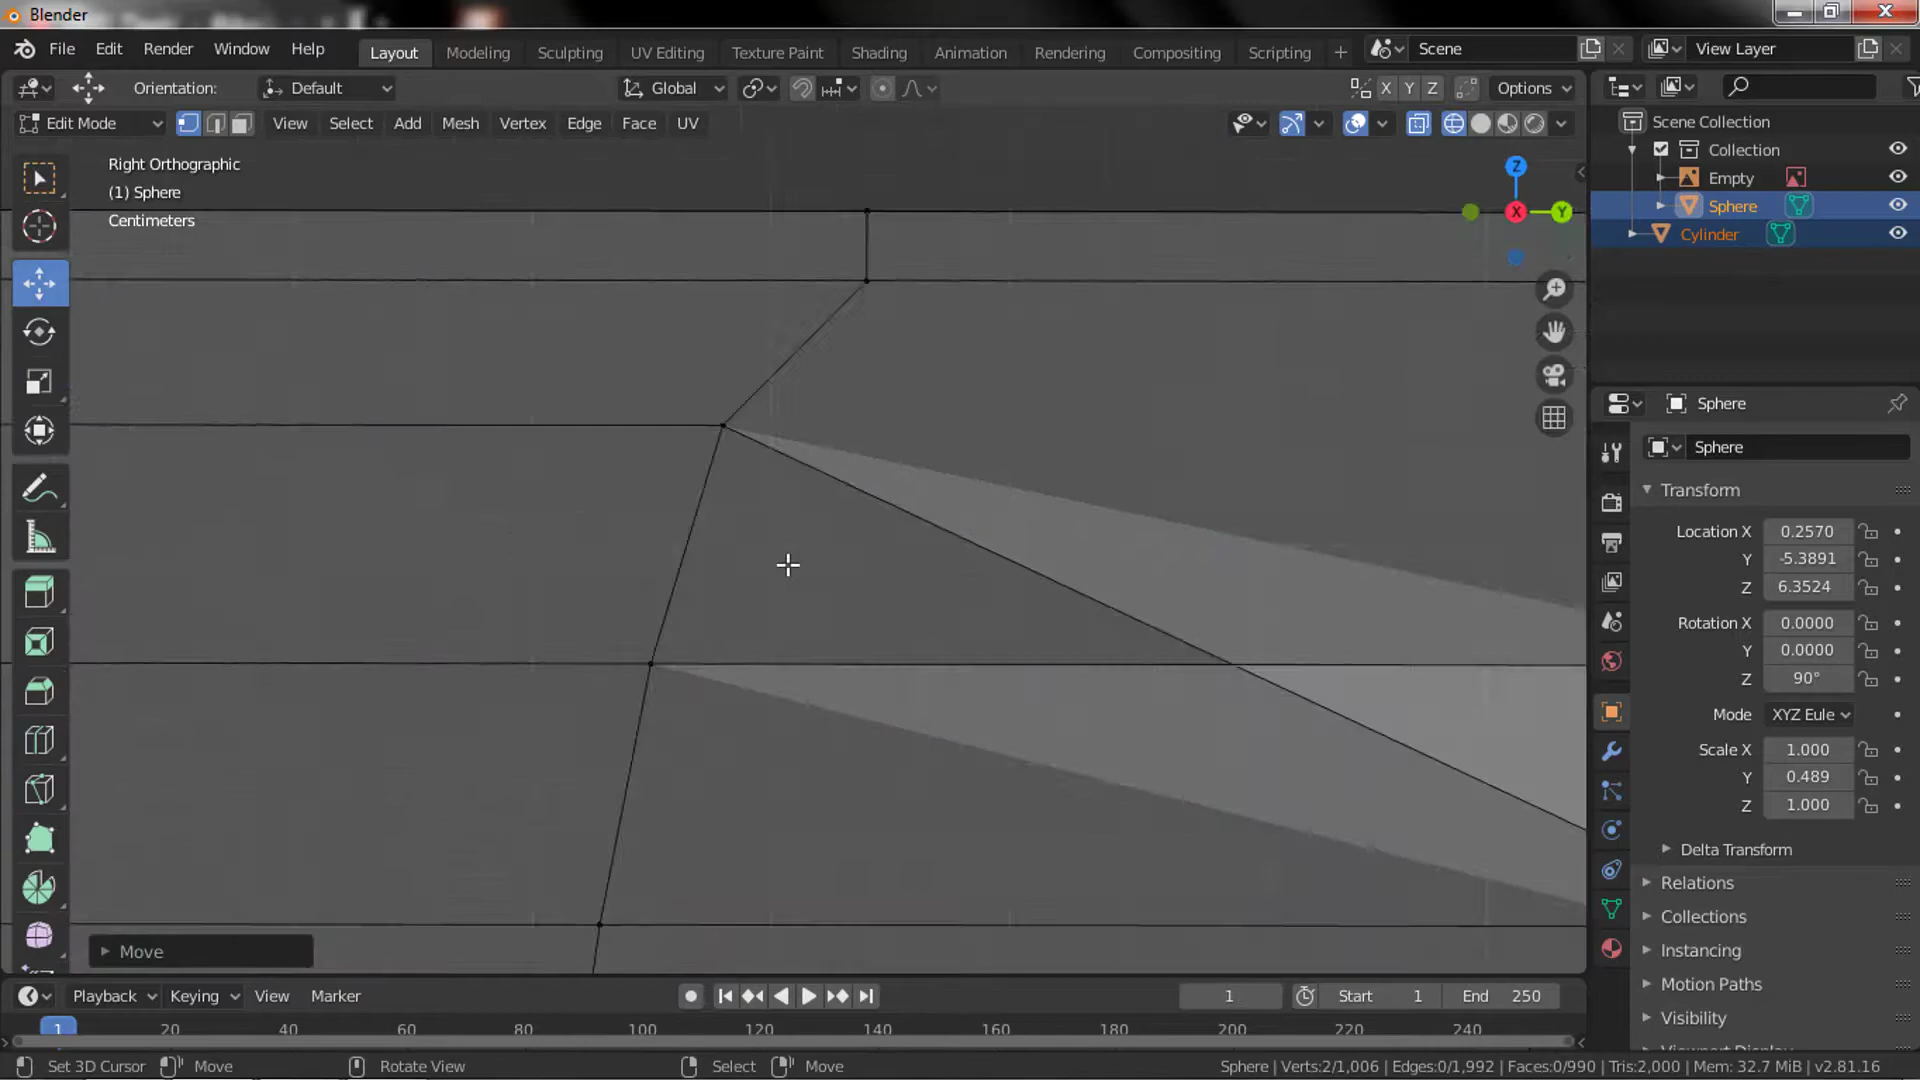 Blender
File Edit Render Window Help Layout Modeling Sculpting UV Editing Texture Paint Shading Animation Rendering Compositing Scripting + Scene View Layer
Orientation: Default Global X Y Z Options
Edit Mode View Select Add Mesh Vertex Edge Face UV
Right Orthographic
(1) Sphere
Centimeters
Z
X
Y
Scene Collection
Collection
Empty
Sphere
Cylinder
Sphere
Sphere
Transform
Location X 0.2570
Y -5.3891
Z 6.3524
Rotation X 0.0000
Y 0.0000
Z 90°
Mode XYZ Eule
Scale X 1.000
Y 0.489
Z 1.000
Delta Transform
Relations
Collections
Instancing
Motion Paths
Visibility
Move
Playback Keying View Marker 1 Start 1 End 250
1 20 40 60 80 100 120 140 160 180 200 220 240
Set 3D Cursor Move Rotate View Select Move Sphere | Verts:2/1,006 | Edges:0/1,992 | Faces:0/990 | Tris:2,000 | Mem: 32.7 MiB | v2.81.16